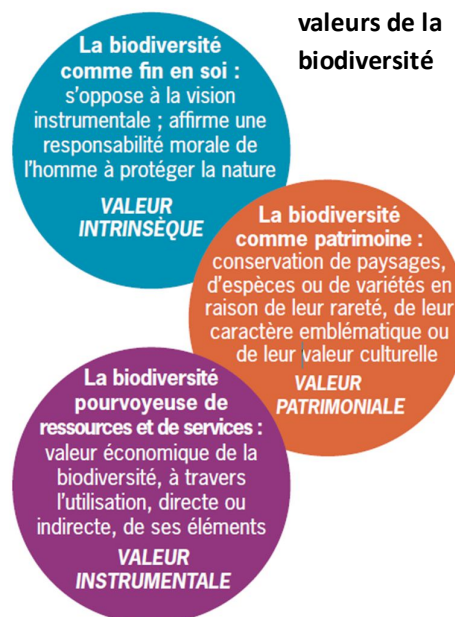 valeurs de la
biodiversité
La biodiversité
comme fin en soi :
s'oppose à la vision
instrumentale ; affirme une
responsabilité morale de
l'homme à protéger la nature
VALEUR
INTRINSÈQUE
La biodiversité
comme patrimoine :
conservation de paysages,
d'espèces ou de variétés en
raison de leur rareté, de leur
caractère emblématique ou
de leur valeur culturelle
VALEUR
PATRIMONIALE
La biodiversité
pourvoyeuse de
ressources et de services :
valeur économique de la
biodiversité, à travers
l'utilisation, directe ou
indirecte, de ses éléments
VALEUR
INSTRUMENTALE